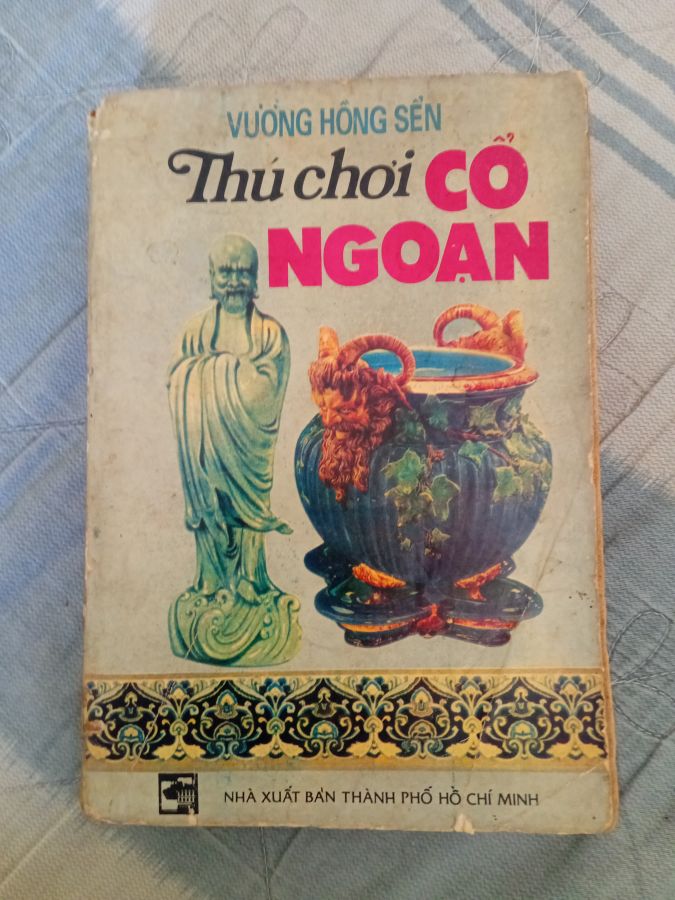 VƯƠNG HỒNG SỂN
Thú chơi CỔ
NGOẠN
NHÀ XUẤT BẢN THÀNH PHỐ HỒ CHÍ MINH